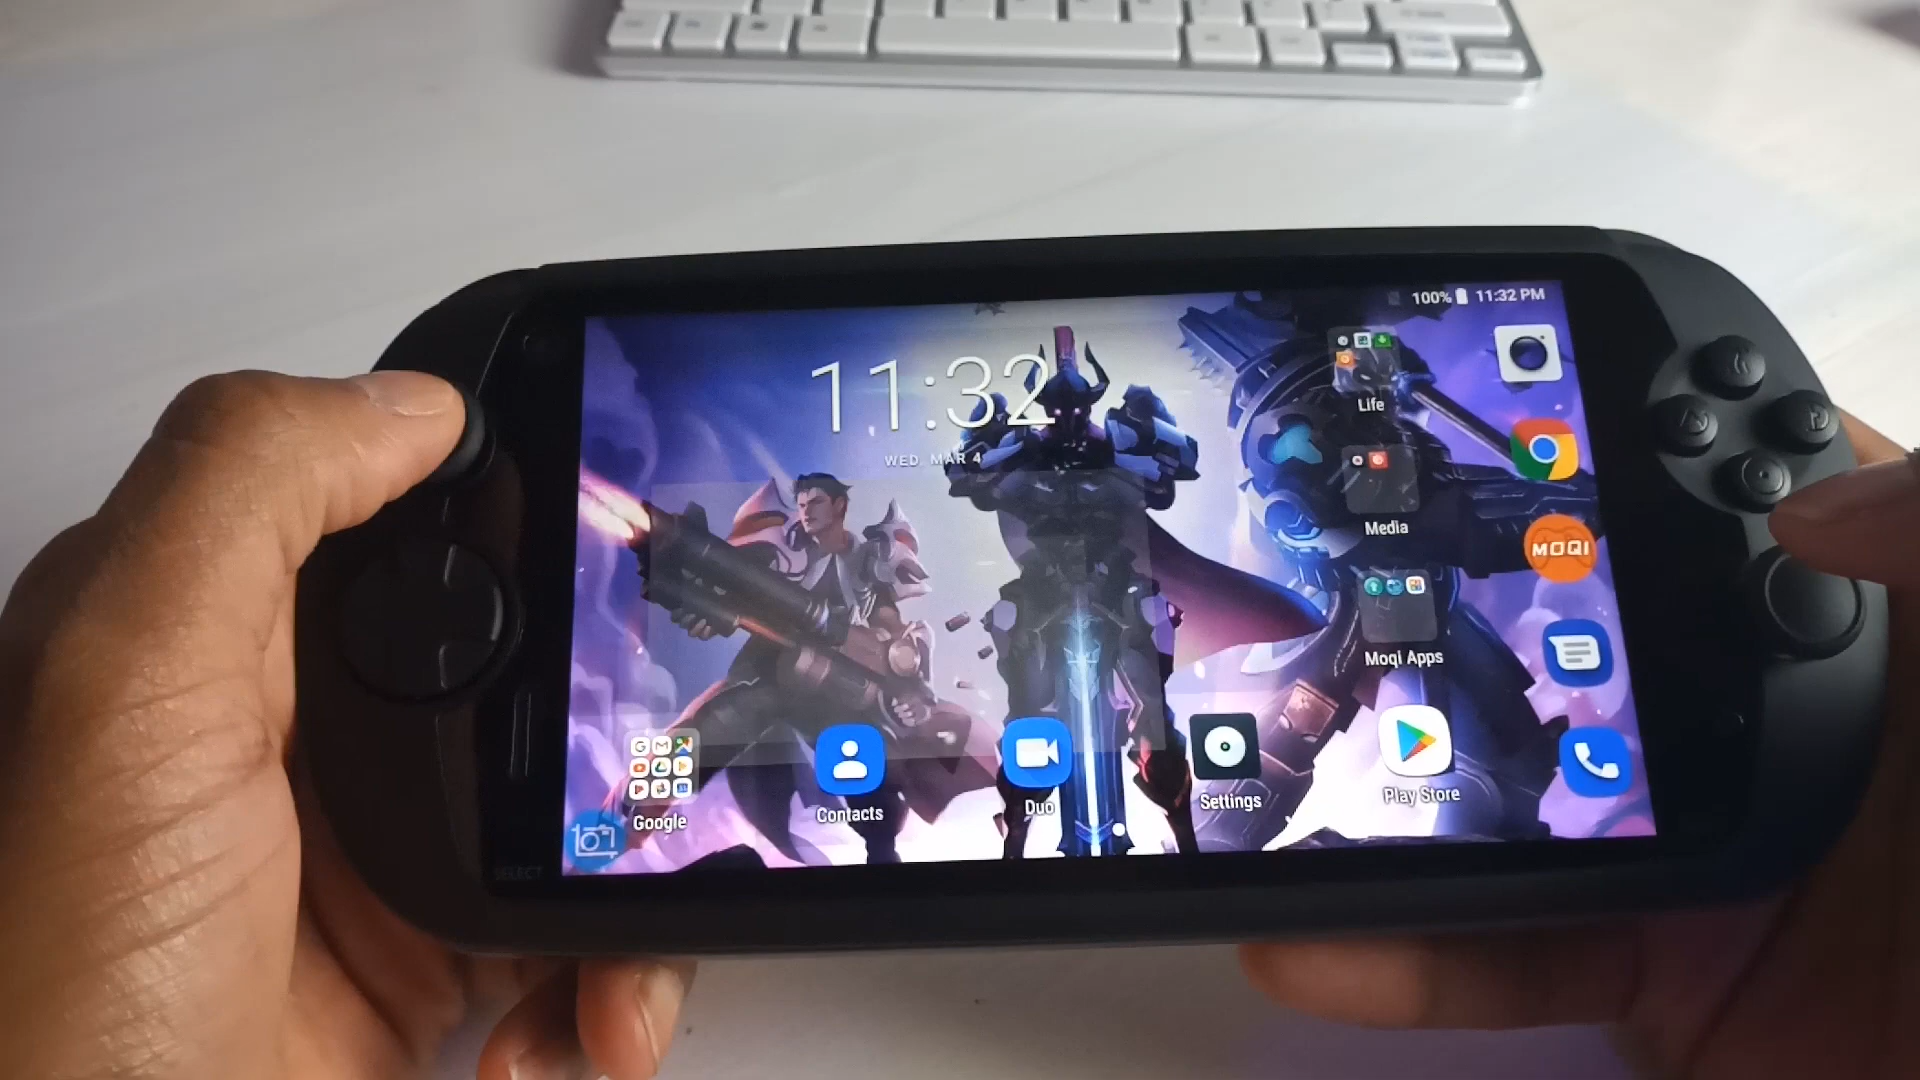 100% 11:32 PM
11:32
WED, MAR 4
Life
Media
MOQI
Moqi Apps
Google
Contacts
Duo
Settings
Play Store
SELECT